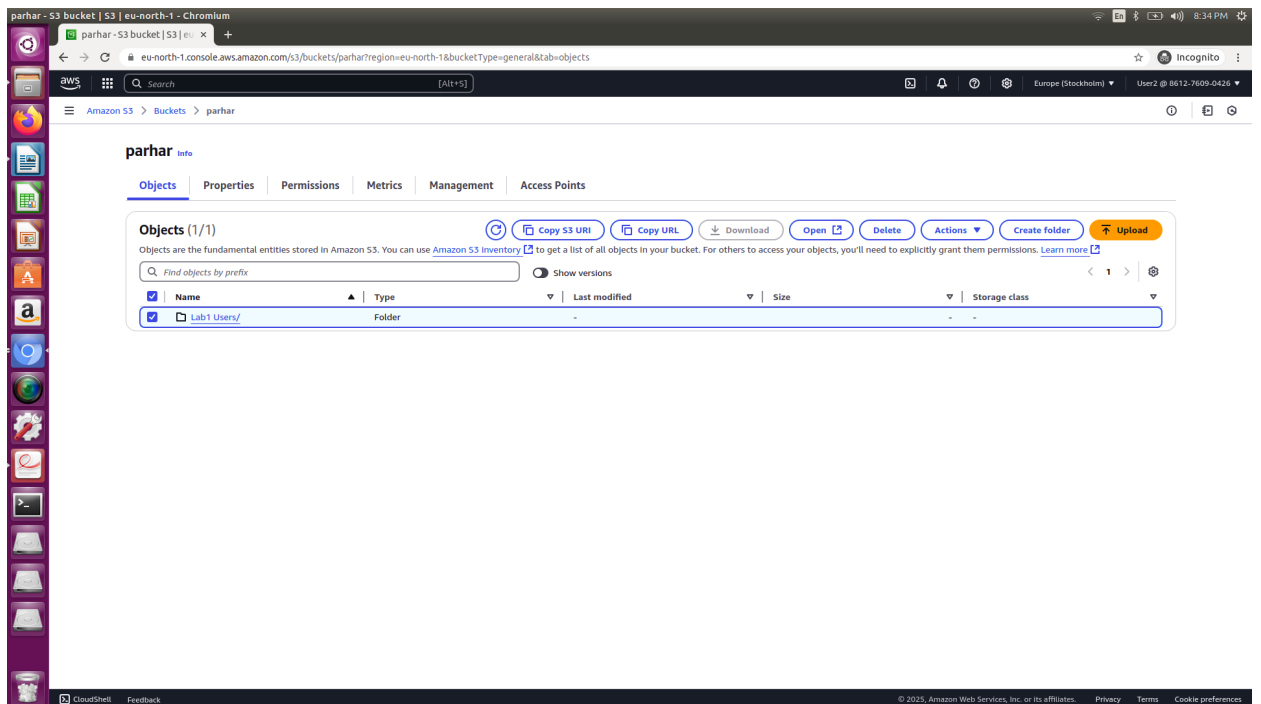 parhar - S3 bucket | S3 | eu-north-1 - Chromium
En
8:34 PM
parhar - S3 bucket | S3 | eu
eu-north-1.console.aws.amazon.com/s3/buckets/parhar?region=eu-north-1&bucketType=general&tab=objects
Incognito
aws
Search
[Alt+S]
Europe (Stockholm) ▼
User2 @ 8612-7609-0426 ▼
Amazon S3 > Buckets > parhar
parhar Info
Objects Properties Permissions Metrics Management Access Points
Objects (1/1)
Copy S3 URI Copy URL Download Open Delete Actions ▼ Create folder Upload
Objects are the fundamental entities stored in Amazon S3. You can use Amazon S3 inventory to get a list of all objects in your bucket. For others to access your objects, you'll need to explicitly grant them permissions. Learn more
Find objects by prefix
Show versions
< 1 >
Name Type Last modified Size Storage class
Lab1 Users/ Folder - - -
CloudShell Feedback
© 2025, Amazon Web Services, Inc. or its affiliates. Privacy Terms Cookie preferences